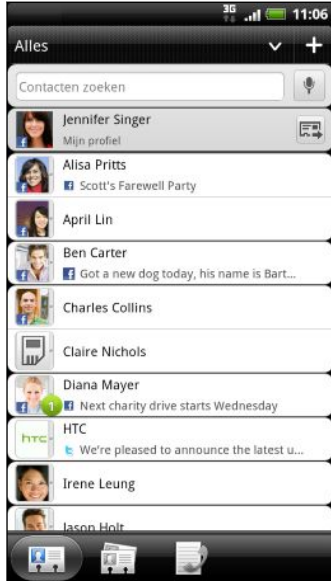 3G 11:06
Alles
Contacten zoeken
Jennifer Singer
Mijn profiel
Alisa Pritts
Scott's Farewell Party
April Lin
Ben Carter
Got a new dog today, his name is Bart...
Charles Collins
Claire Nichols
Diana Mayer
1 Next charity drive starts Wednesday
HTC
hTC We're pleased to announce the latest u...
Irene Leung
Jason Holt